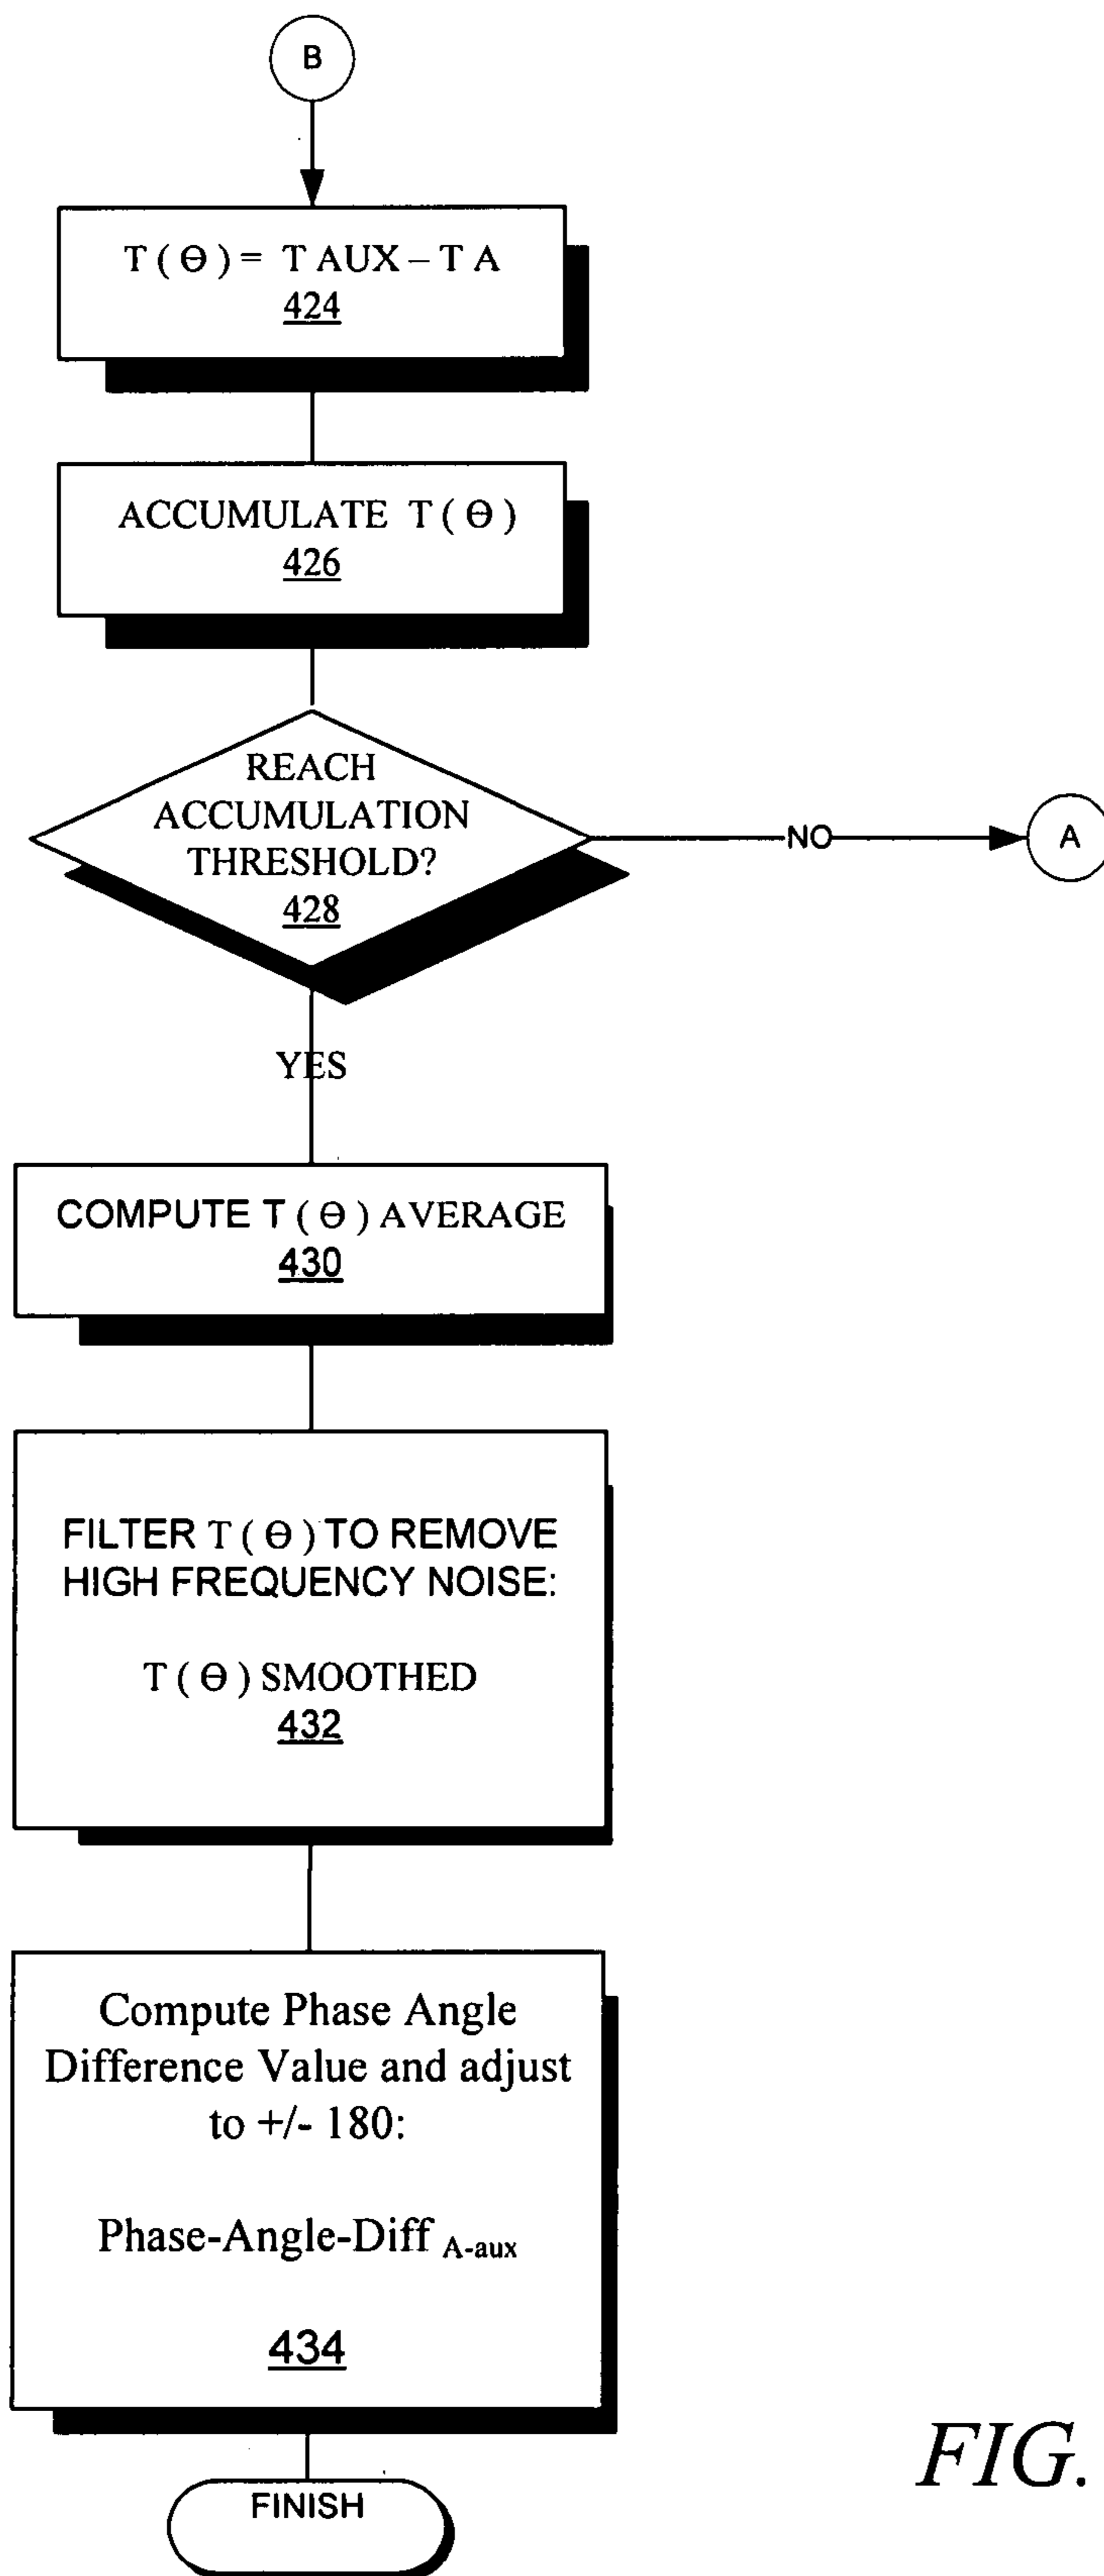 B
T ( Θ ) = T AUX – T A
424
ACCUMULATE T ( Θ )
426
REACH
ACCUMULATION
THRESHOLD?
428
NO
A
YES
COMPUTE T ( Θ ) AVERAGE
430
FILTER T ( Θ ) TO REMOVE
HIGH FREQUENCY NOISE:
T ( Θ ) SMOOTHED
432
Compute Phase Angle
Difference Value and adjust
to +/- 180:
Phase-Angle-Diff A-aux
434
FINISH
FIG.